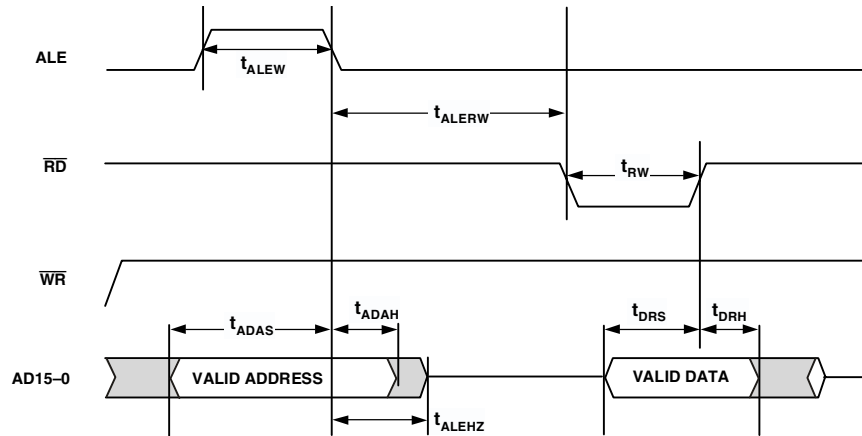 ALE
tALEW
tALERW
RD
tRW
WR
tADAS
tADAH
tDRS
tDRH
AD15–0
VALID ADDRESS
VALID DATA
tALEHZ